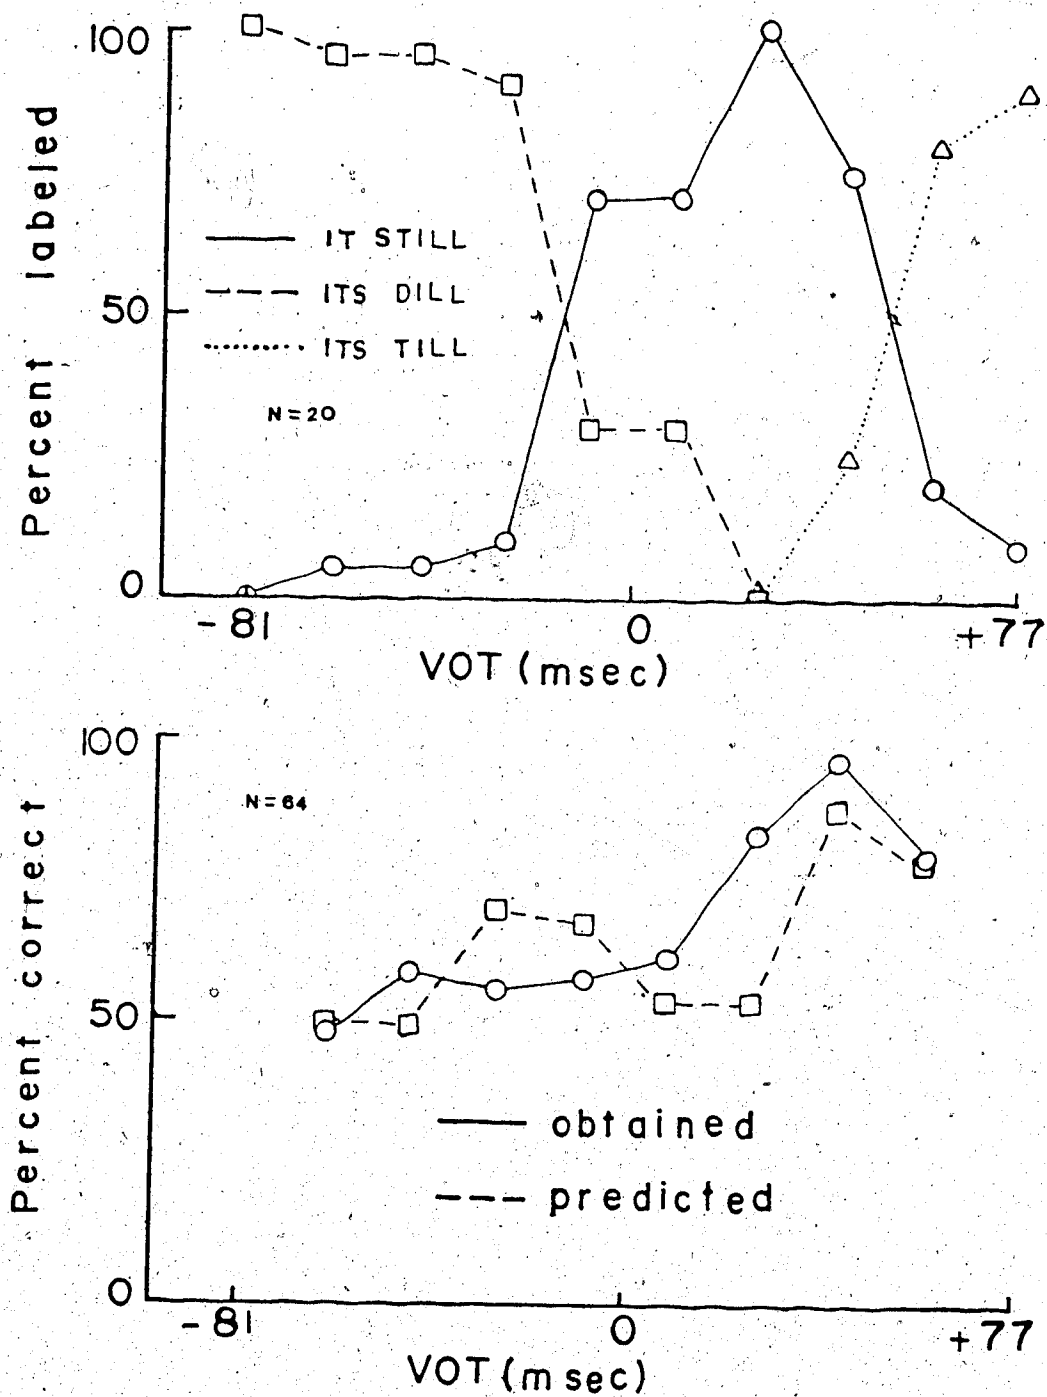 100
50
0
Percent labeled
IT STILL
ITS DILL
ITS TILL
N=20
-81
0
+77
VOT (msec)
100
50
0
Percent correct
N=64
obtained
predicted
-81
0
+77
VOT (msec)